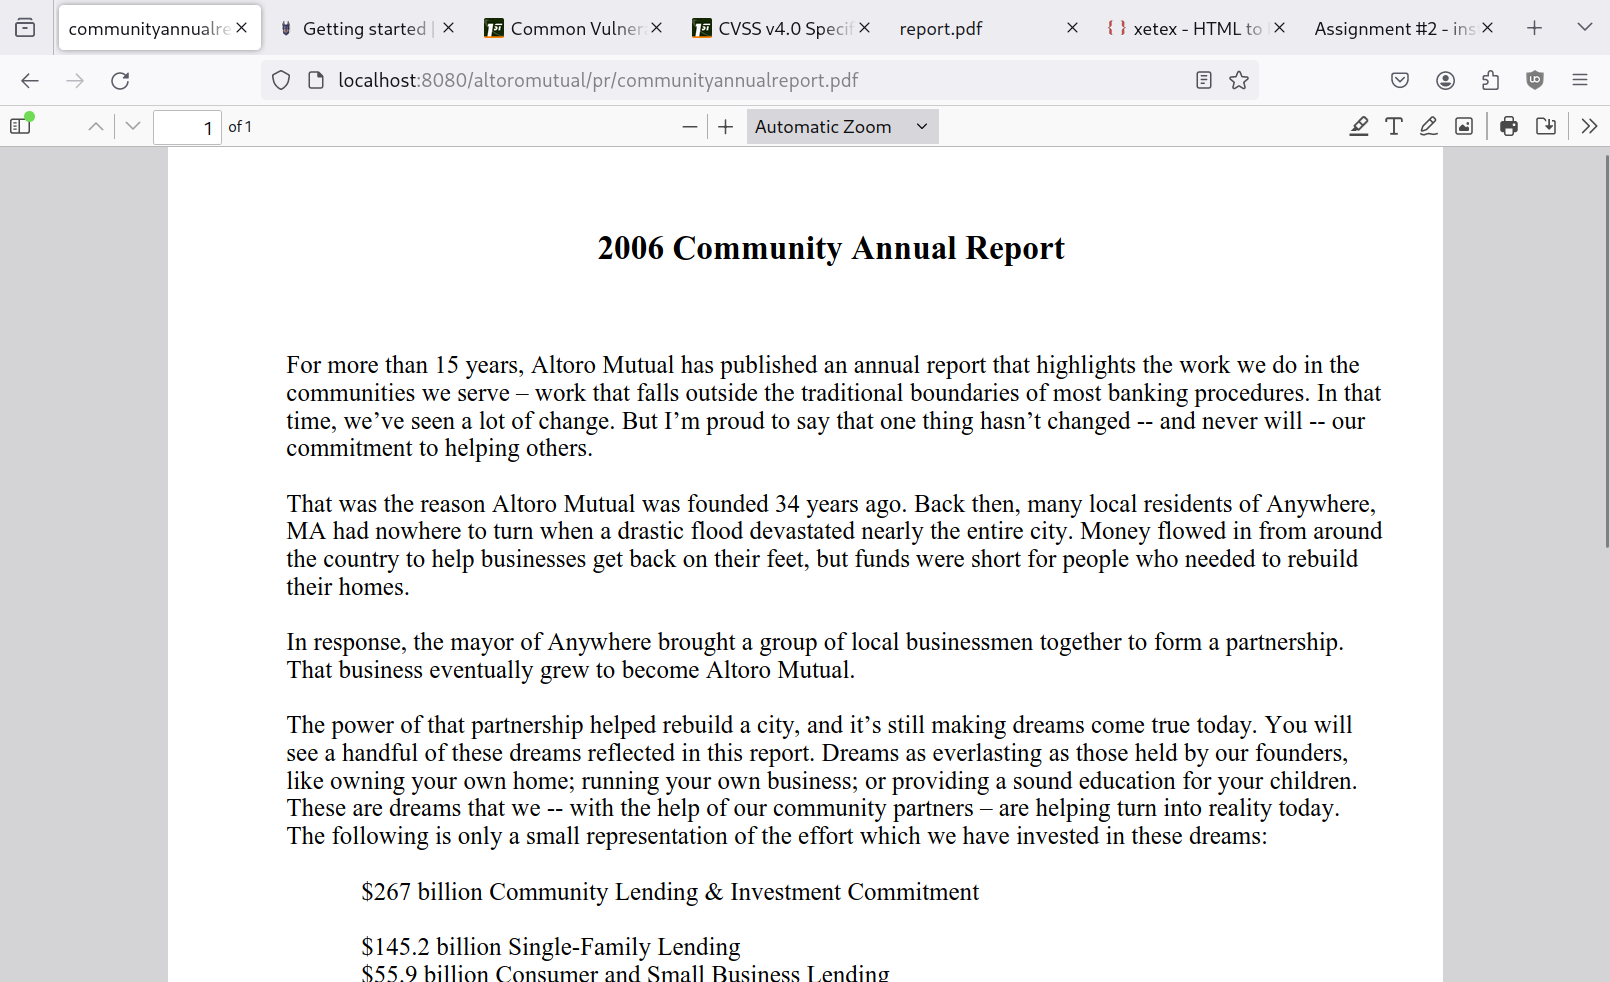 communityannualre
Getting started
Common Vulner
CVSS v4.0 Specif
report.pdf
xetex - HTML to
Assignment #2 - ins
localhost:8080/altoromutual/pr/communityannualreport.pdf
1 of 1
Automatic Zoom
2006 Community Annual Report
For more than 15 years, Altoro Mutual has published an annual report that highlights the work we do in the
communities we serve – work that falls outside the traditional boundaries of most banking procedures. In that
time, we’ve seen a lot of change. But I’m proud to say that one thing hasn’t changed -- and never will -- our
commitment to helping others.
That was the reason Altoro Mutual was founded 34 years ago. Back then, many local residents of Anywhere,
MA had nowhere to turn when a drastic flood devastated nearly the entire city. Money flowed in from around
the country to help businesses get back on their feet, but funds were short for people who needed to rebuild
their homes.
In response, the mayor of Anywhere brought a group of local businessmen together to form a partnership.
That business eventually grew to become Altoro Mutual.
The power of that partnership helped rebuild a city, and it’s still making dreams come true today. You will
see a handful of these dreams reflected in this report. Dreams as everlasting as those held by our founders,
like owning your own home; running your own business; or providing a sound education for your children.
These are dreams that we -- with the help of our community partners – are helping turn into reality today.
The following is only a small representation of the effort which we have invested in these dreams:
$267 billion Community Lending & Investment Commitment
$145.2 billion Single-Family Lending
$55.9 billion Consumer and Small Business Lending